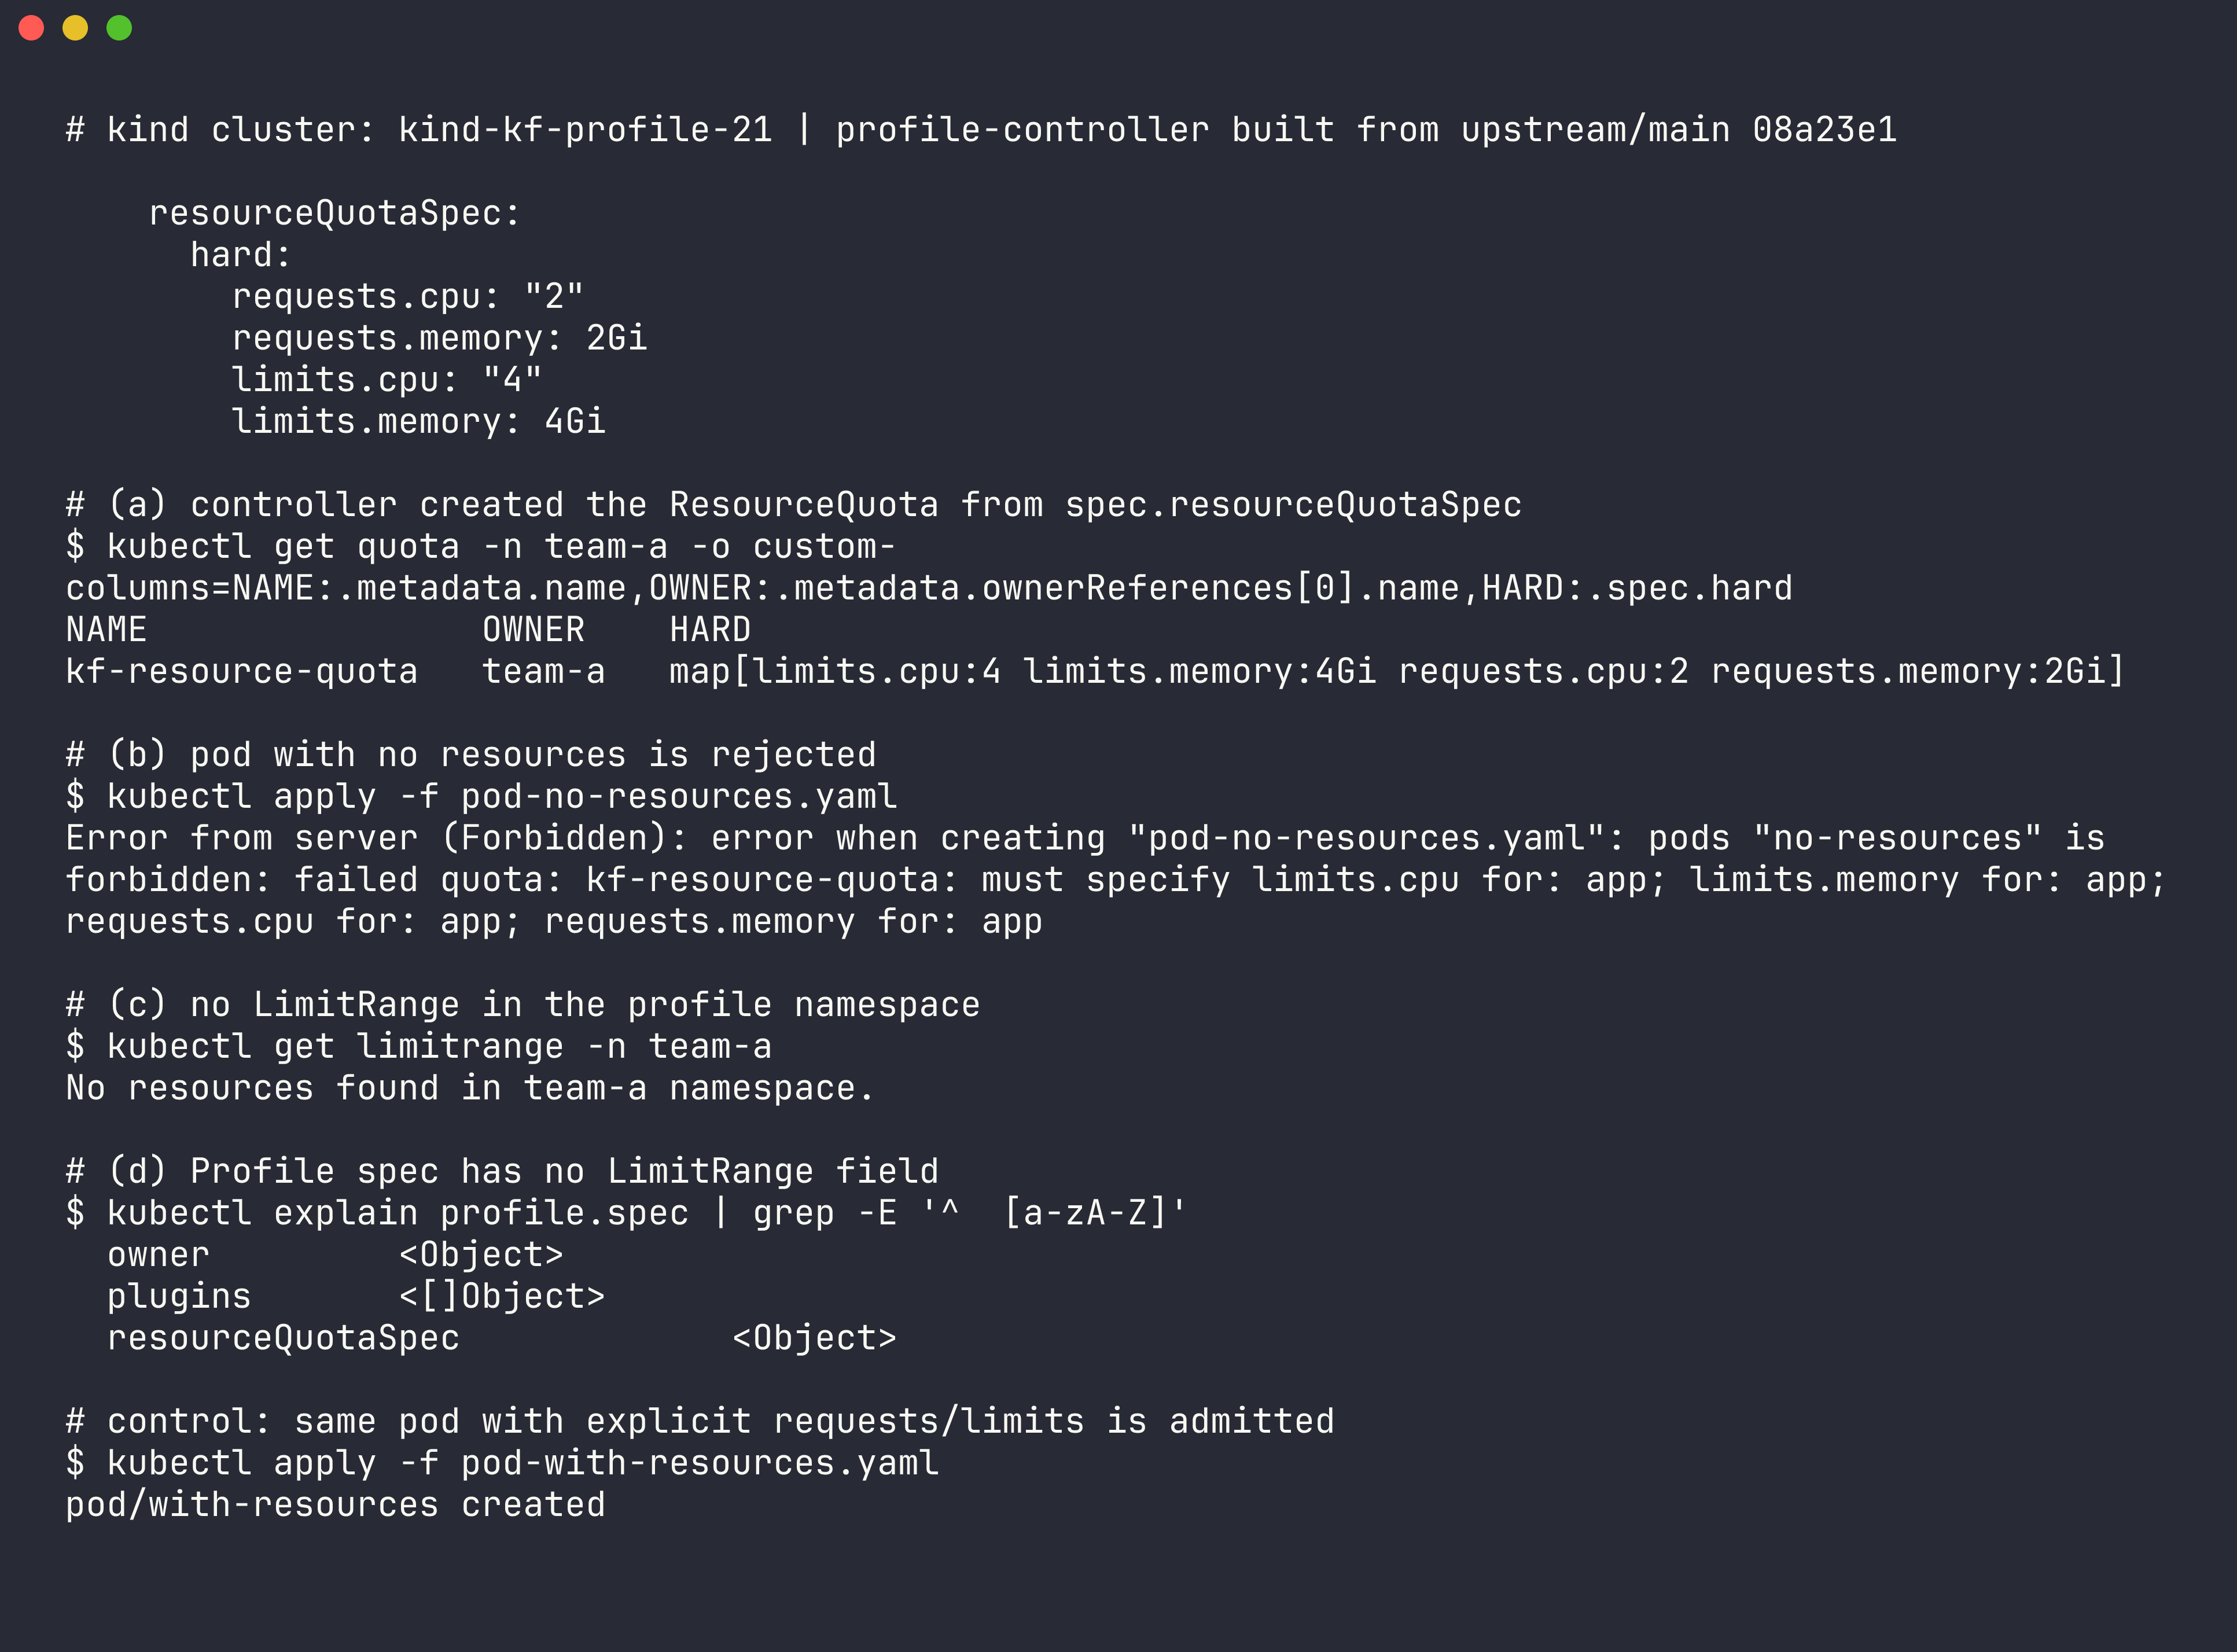 # kind cluster: kind-kf-profile-21 | profile-controller built from upstream/main 08a23e1

    resourceQuotaSpec:
      hard:
        requests.cpu: "2"
        requests.memory: 2Gi
        limits.cpu: "4"
        limits.memory: 4Gi

# (a) controller created the ResourceQuota from spec.resourceQuotaSpec
$ kubectl get quota -n team-a -o custom-
columns=NAME:.metadata.name,OWNER:.metadata.ownerReferences[0].name,HARD:.spec.hard
NAME                OWNER    HARD
kf-resource-quota   team-a   map[limits.cpu:4 limits.memory:4Gi requests.cpu:2 requests.memory:2Gi]

# (b) pod with no resources is rejected
$ kubectl apply -f pod-no-resources.yaml
Error from server (Forbidden): error when creating "pod-no-resources.yaml": pods "no-resources" is
forbidden: failed quota: kf-resource-quota: must specify limits.cpu for: app; limits.memory for: app;
requests.cpu for: app; requests.memory for: app

# (c) no LimitRange in the profile namespace
$ kubectl get limitrange -n team-a
No resources found in team-a namespace.

# (d) Profile spec has no LimitRange field
$ kubectl explain profile.spec | grep -E '^  [a-zA-Z]'
  owner         <Object>
  plugins       <[]Object>
  resourceQuotaSpec             <Object>

# control: same pod with explicit requests/limits is admitted
$ kubectl apply -f pod-with-resources.yaml
pod/with-resources created